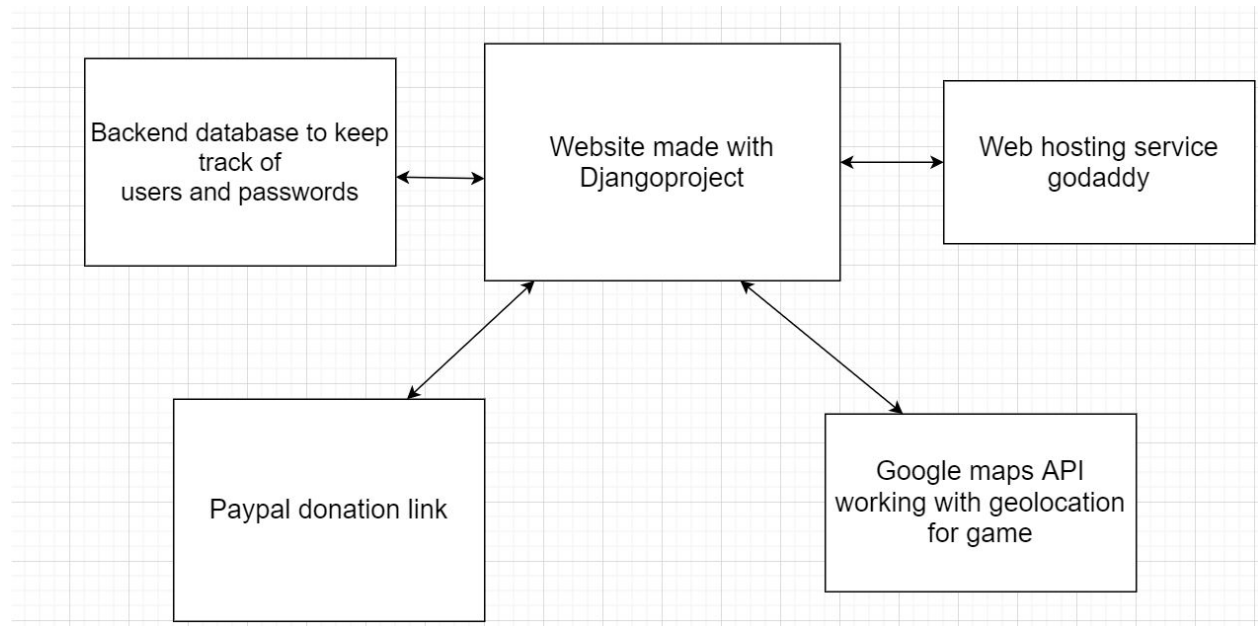 Backend database to keep
track of
users and passwords
Website made with
Djangoproject
Web hosting service
godaddy
Paypal donation link
Google maps API
working with geolocation
for game